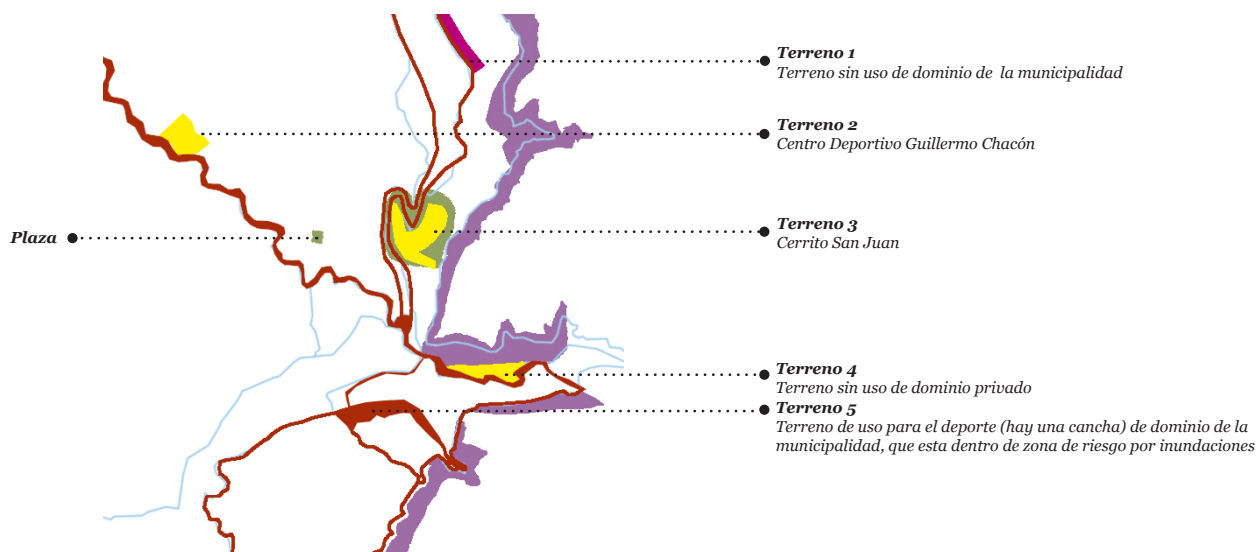 Terreno 1
Terreno sin uso de dominio de la municipalidad
Terreno 2
Centro Deportivo Guillermo Chacón
Plaza
Terreno 3
Cerrito San Juan
Terreno 4
Terreno sin uso de dominio privado
Terreno 5
Terreno de uso para el deporte (hay una cancha) de dominio de la
municipalidad, que esta dentro de zona de riesgo por inundaciones